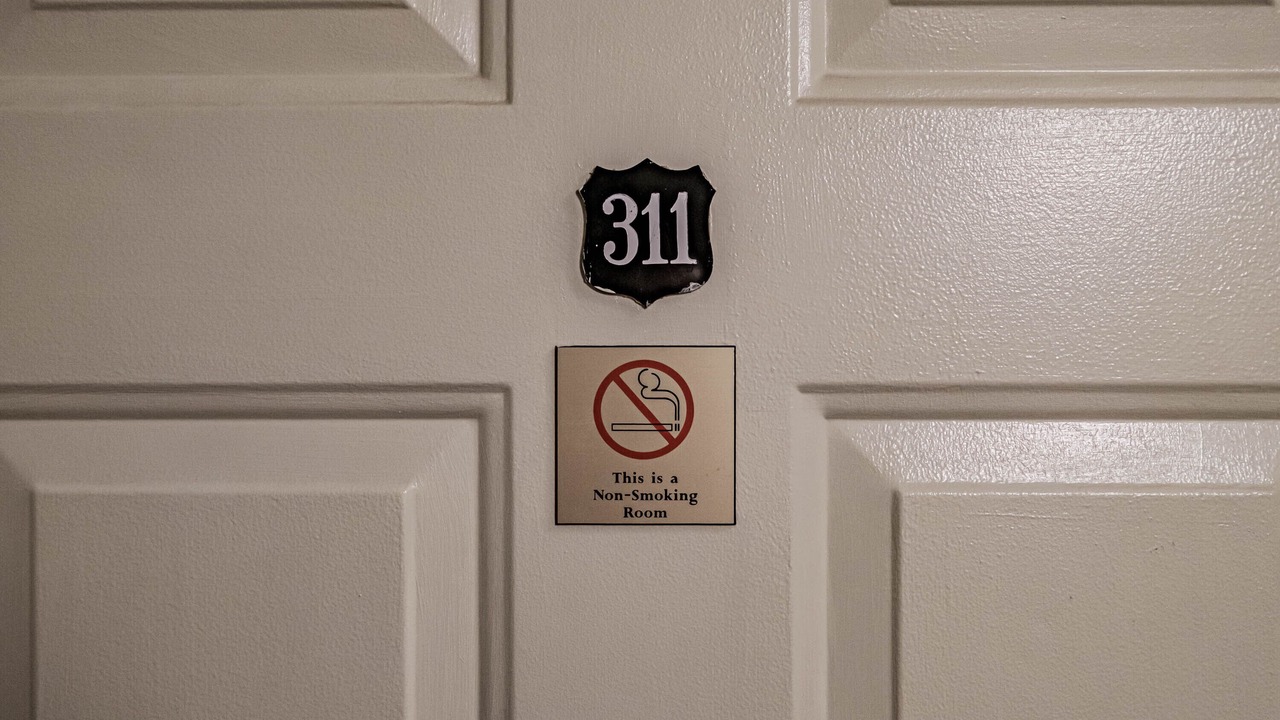 311
This is a
Non-Smoking
Room